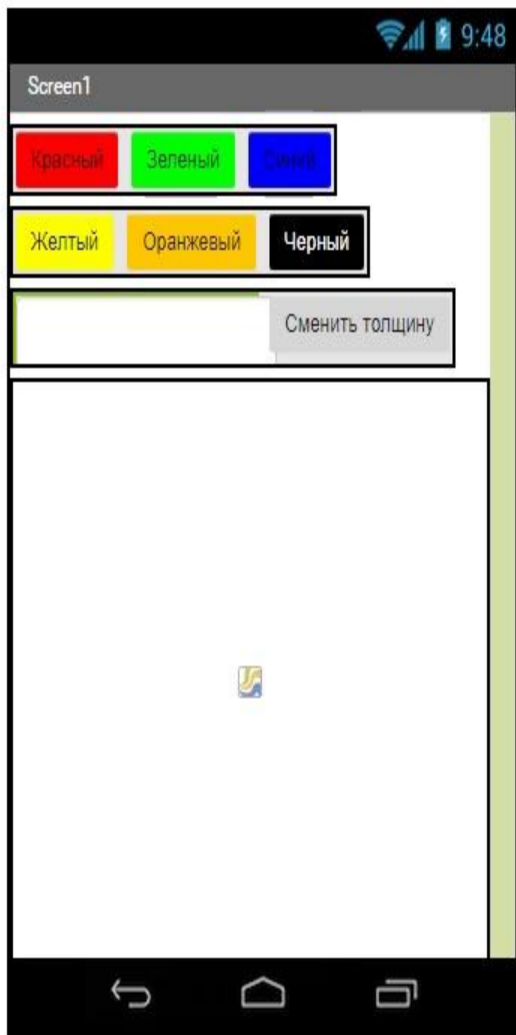 9:48
Screen1
Красный Зеленый Синий
Желтый Оранжевый Черный
Сменить толщину